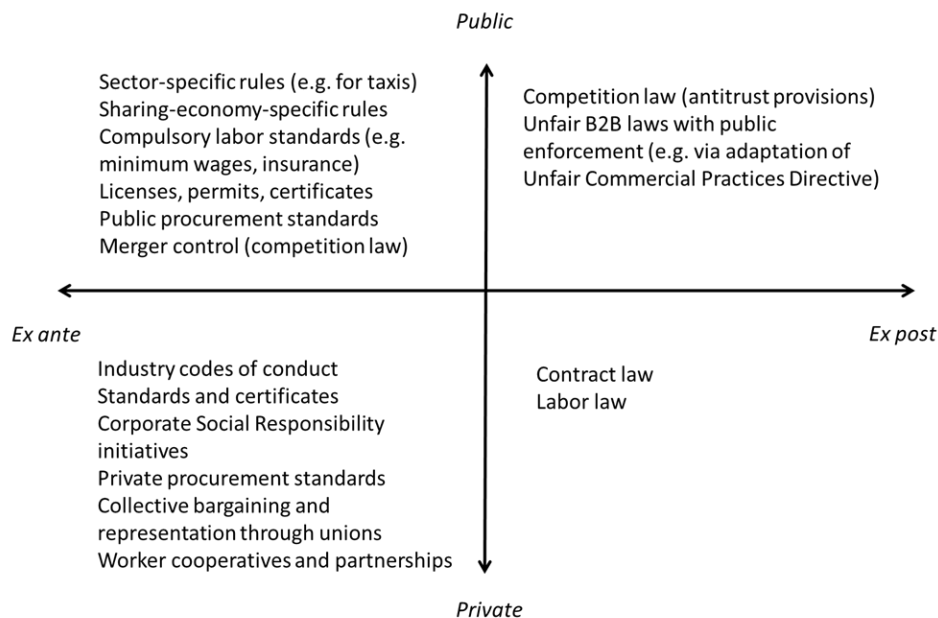 Public
Sector-specific rules (e.g. for taxis)
Sharing-economy-specific rules
Compulsory labor standards (e.g.
minimum wages, insurance)
Licenses, permits, certificates
Public procurement standards
Merger control (competition law)
Competition law (antitrust provisions)
Unfair B2B laws with public
enforcement (e.g. via adaptation of
Unfair Commercial Practices Directive)
Ex ante
Ex post
Industry codes of conduct
Standards and certificates
Corporate Social Responsibility
initiatives
Private procurement standards
Collective bargaining and
representation through unions
Worker cooperatives and partnerships
Contract law
Labor law
Private